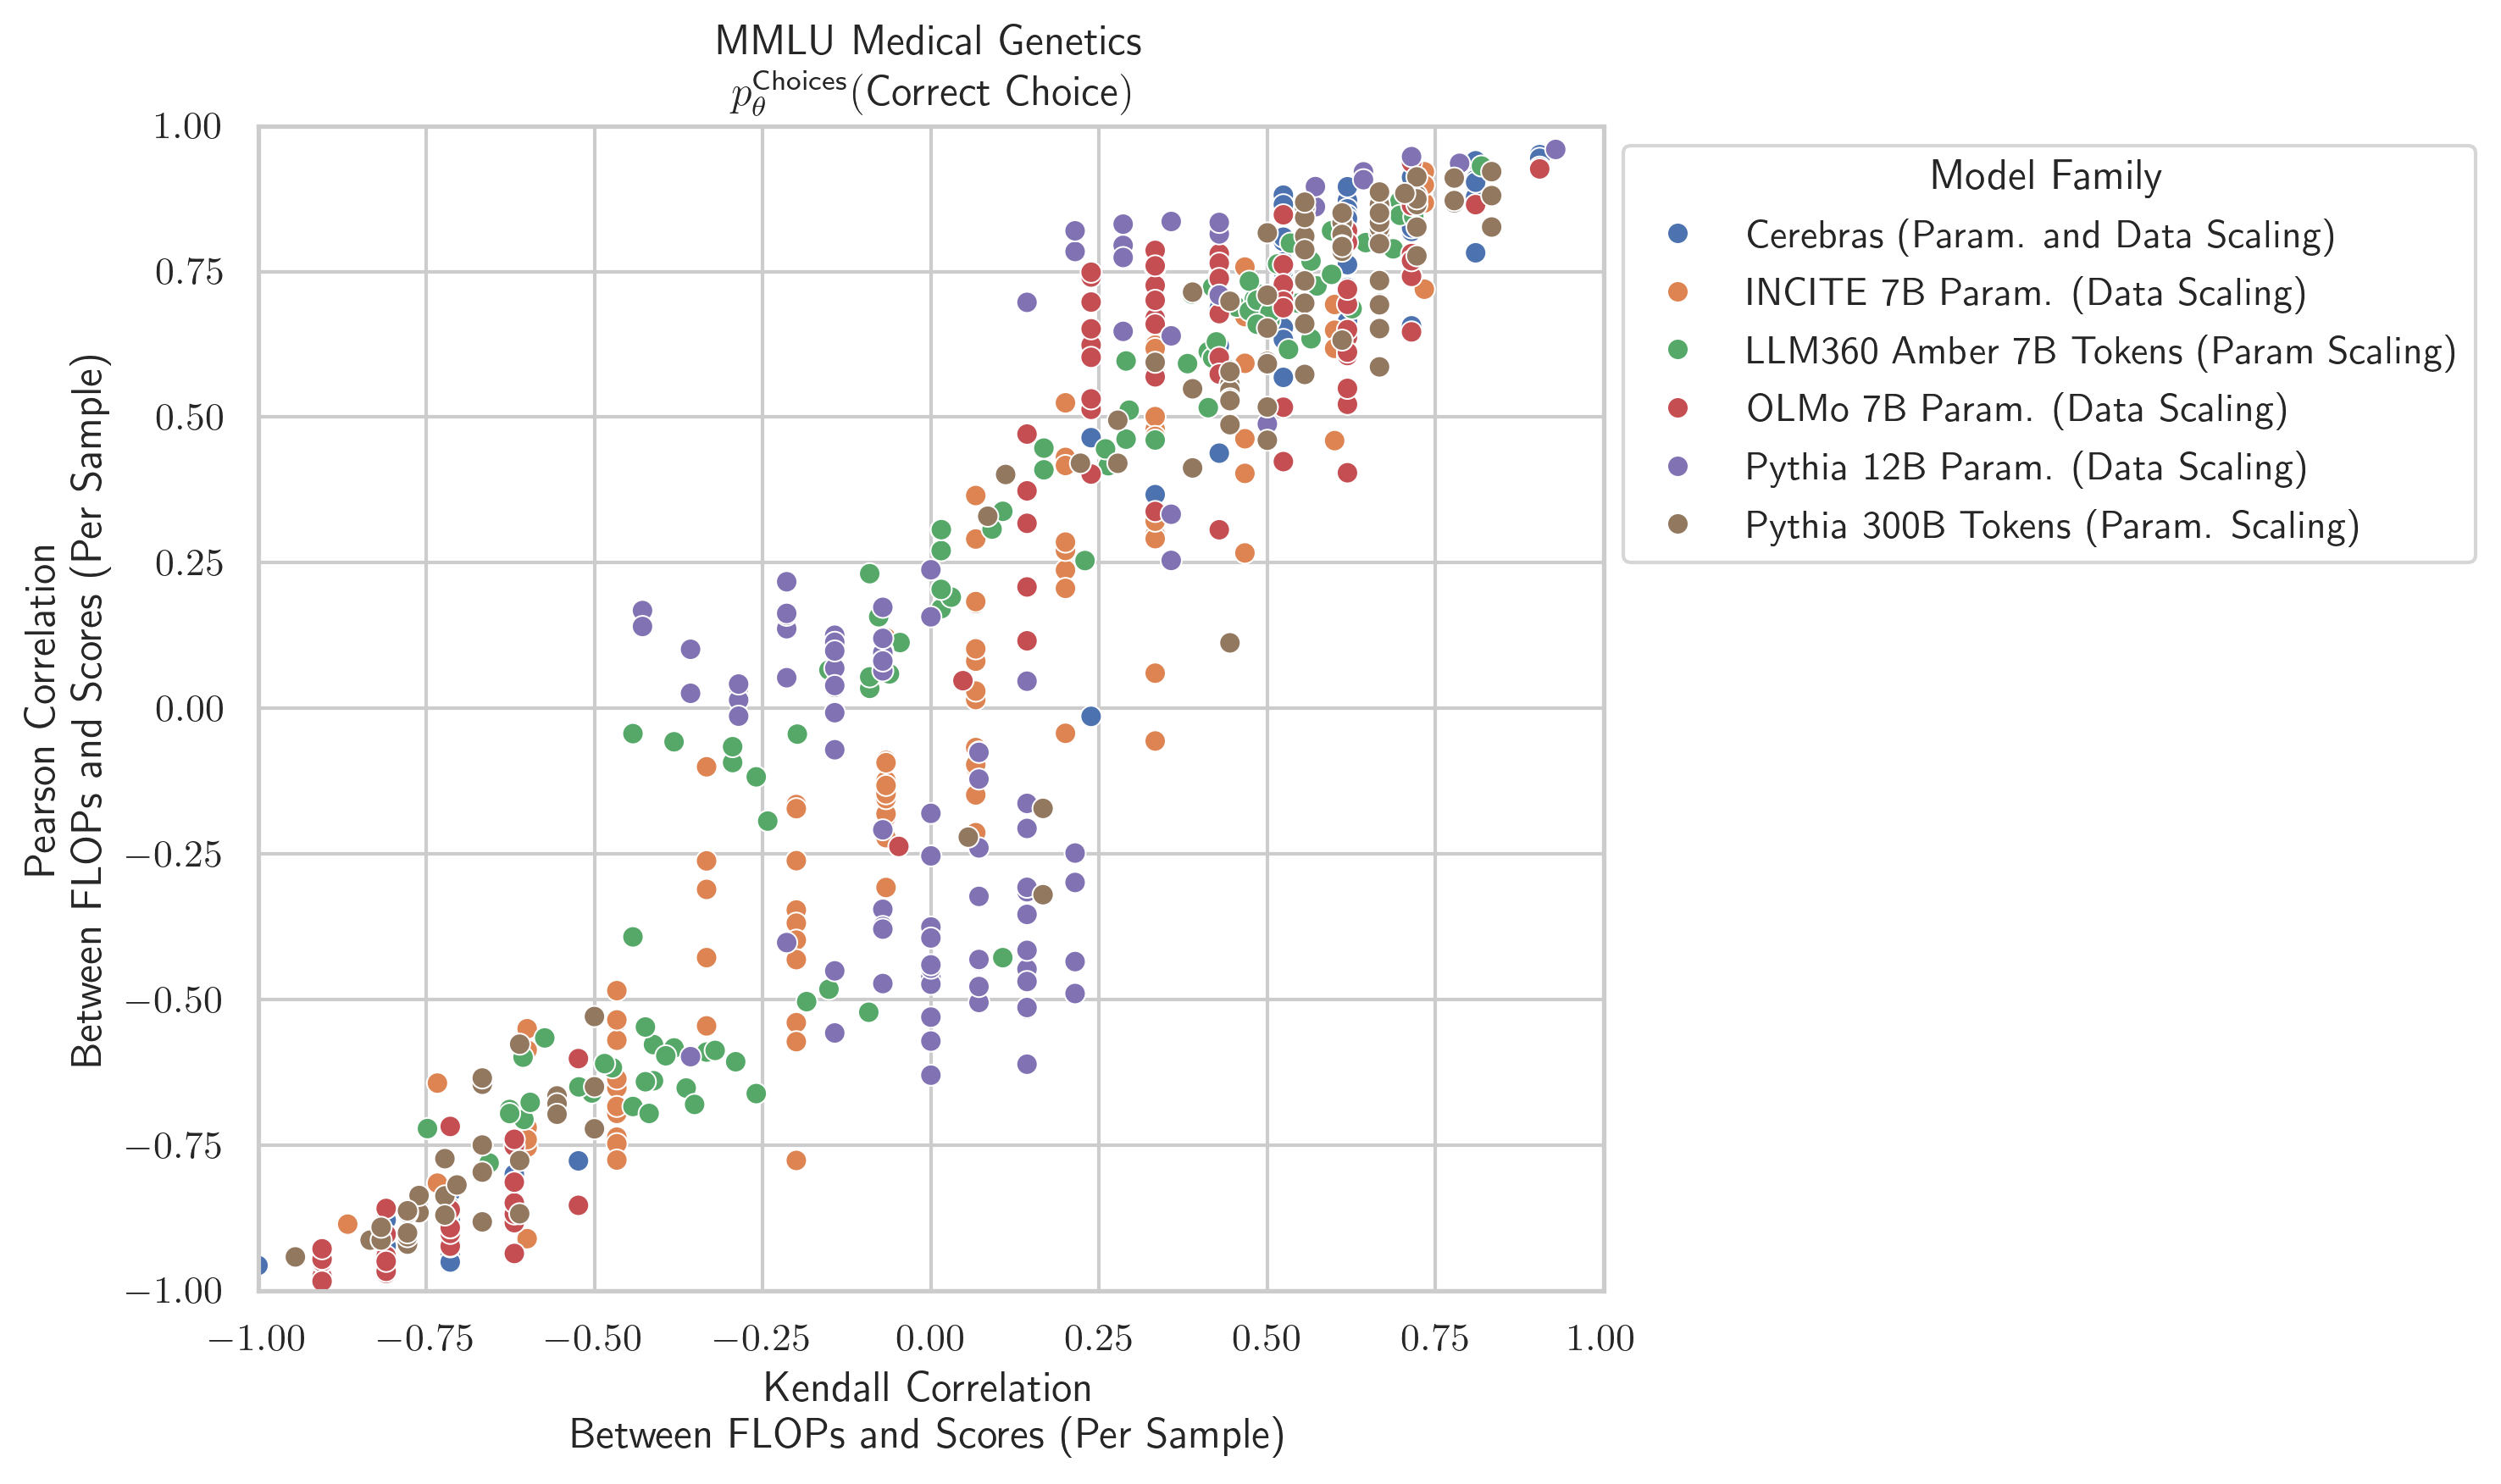 MMLU Medical Genetics
p_θ^Choices(Correct Choice)
1.00
0.75
0.50
0.25
0.00
−0.25
−0.50
−0.75
−1.00
Pearson Correlation
Between FLOPs and Scores (Per Sample)
−1.00
−0.75
−0.50
−0.25
0.00
0.25
0.50
0.75
1.00
Kendall Correlation
Between FLOPs and Scores (Per Sample)
Model Family
Cerebras (Param. and Data Scaling)
INCITE 7B Param. (Data Scaling)
LLM360 Amber 7B Tokens (Param Scaling)
OLMo 7B Param. (Data Scaling)
Pythia 12B Param. (Data Scaling)
Pythia 300B Tokens (Param. Scaling)